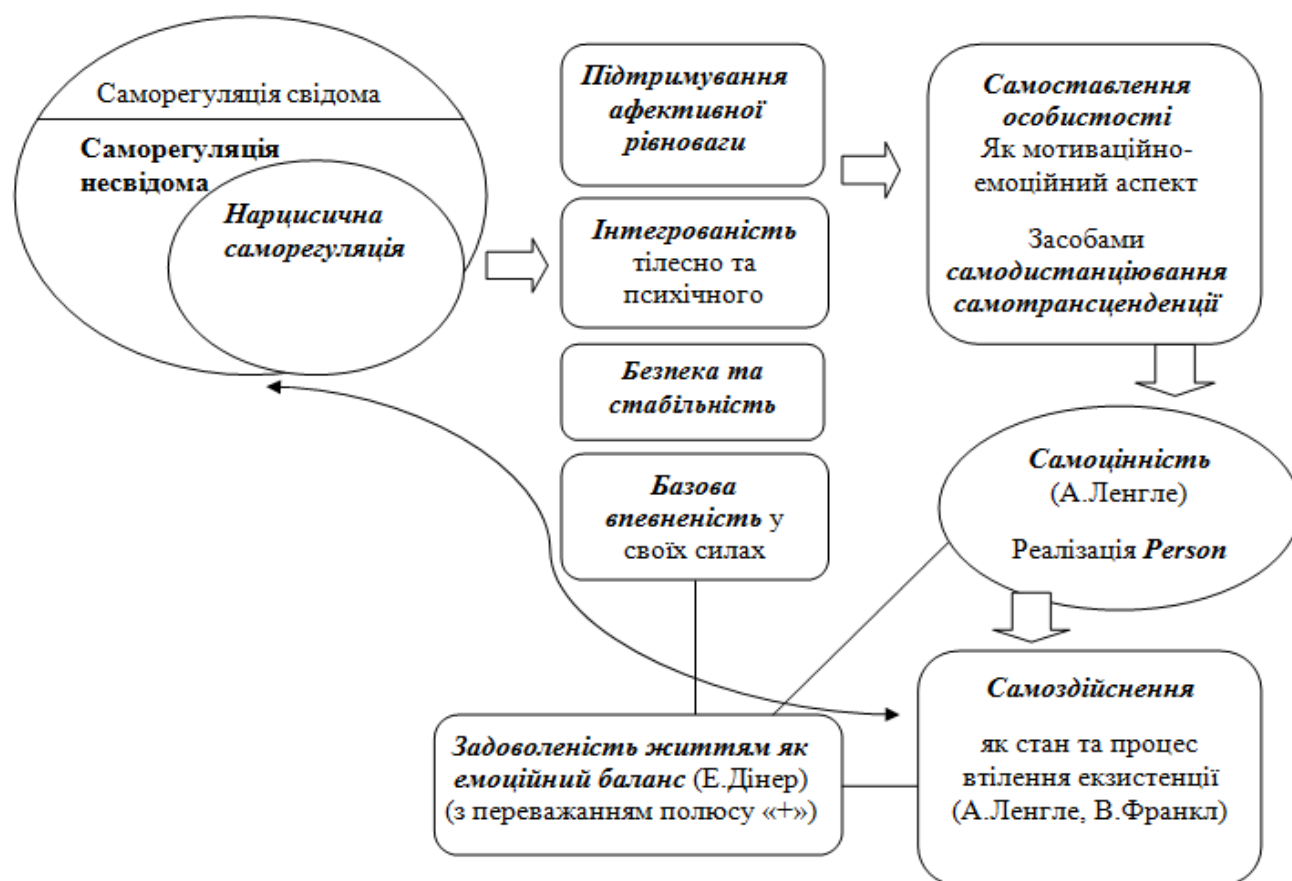 Саморегуляція свідома
Саморегуляція
несвідома
Нарцисична
саморегуляція
Підтримування
афективної
рівноваги
Інтегрованість
тілесно та
психічного
Безпека та
стабільність
Базова
впевненість у
своїх силах
Самоставлення
особистості
Як мотиваційно-
емоційний аспект
Засобами
самодистанціювання
самотрансценденції
Самоцінність
(А.Ленгле)
Реалізація Person
Самоздійснення
як стан та процес
втілення екзистенції
(А.Ленгле, В.Франкл)
Задоволеність життям як
емоційний баланс (Е.Дінер)
(з переважанням полюсу «+»)